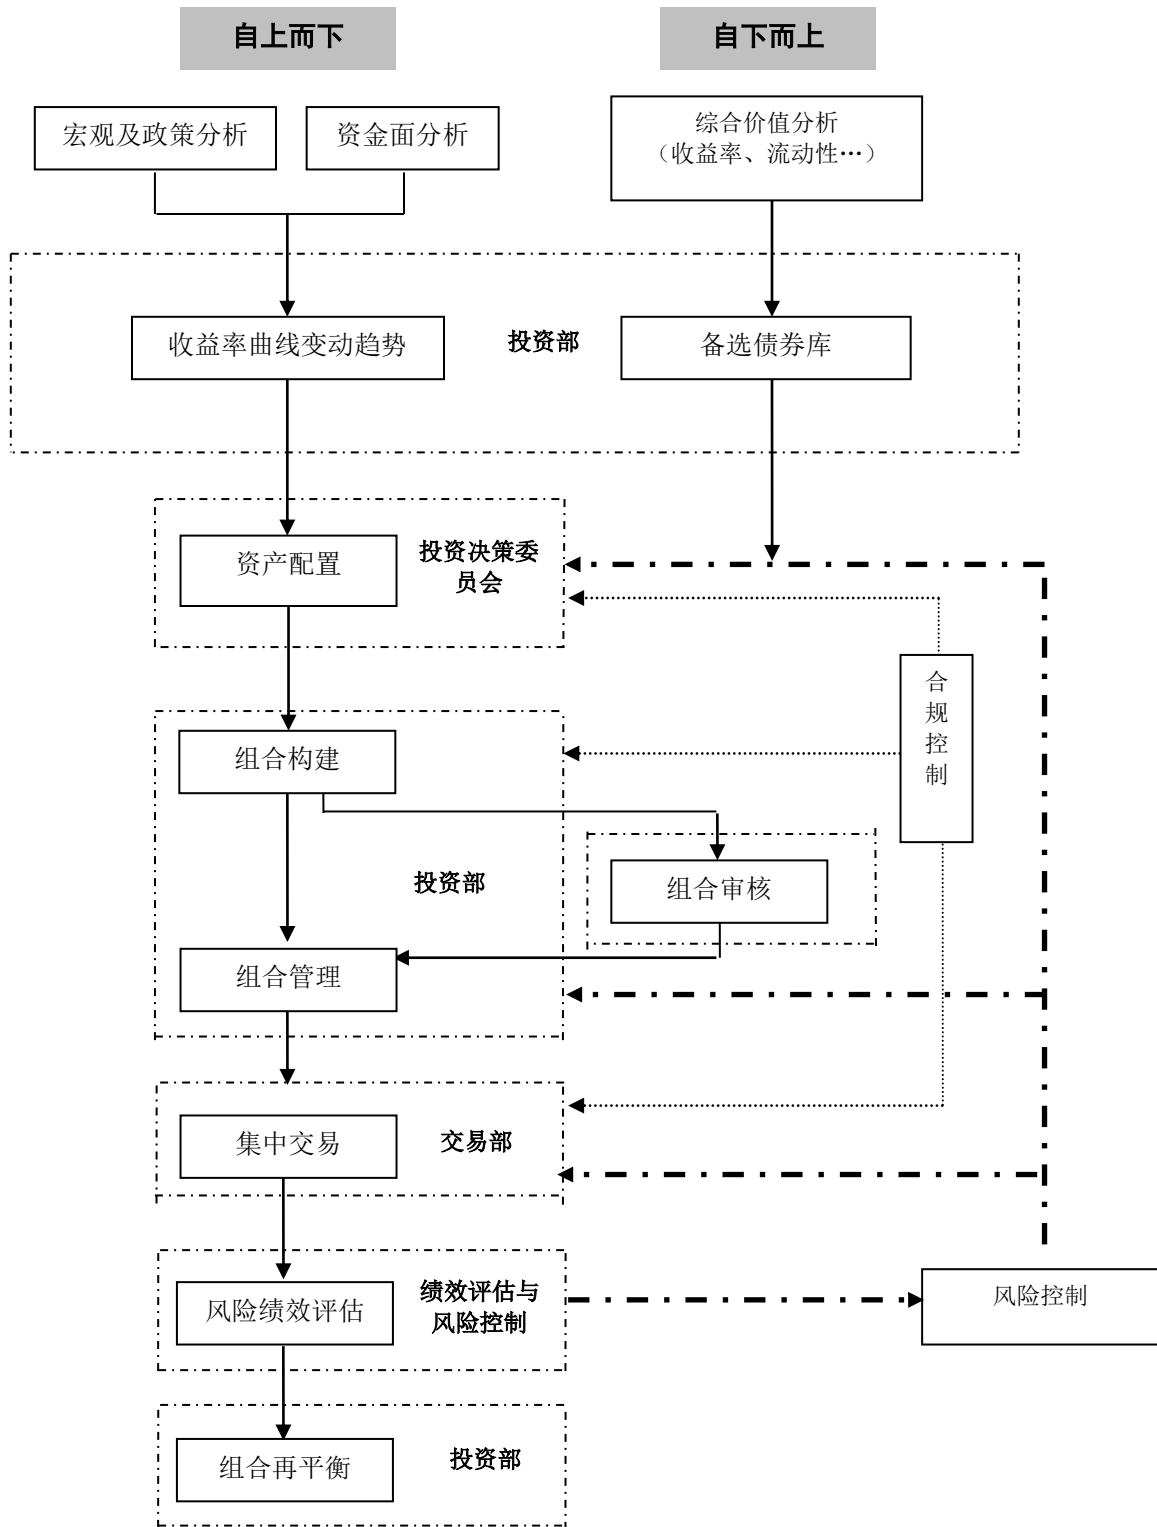 自上而下
自下而上
宏观及政策分析
资金面分析
综合价值分析
（收益率、流动性…）
收益率曲线变动趋势
投资部
备选债券库
资产配置
投资决策委
员会
合
规
控
制
组合构建
投资部
组合审核
组合管理
集中交易
交易部
风险绩效评估
绩效评估与
风险控制
风险控制
组合再平衡
投资部